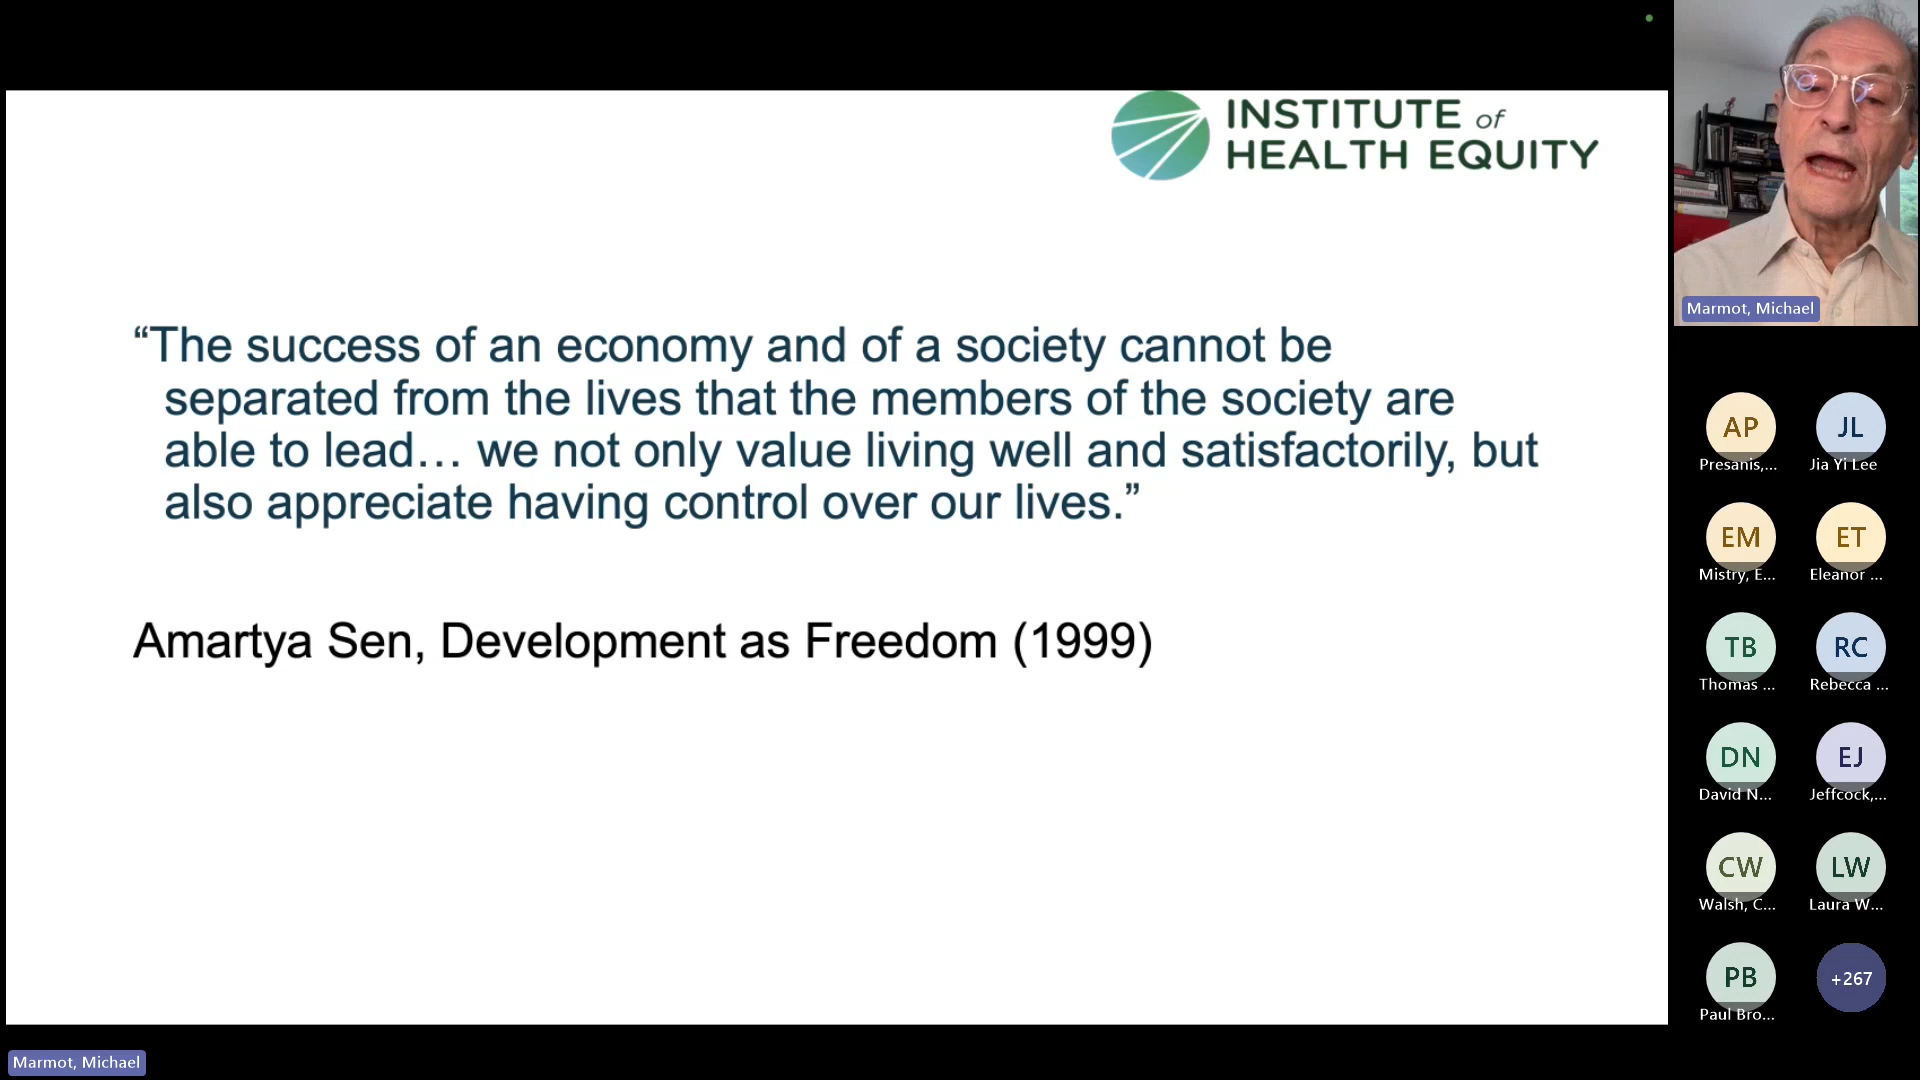 INSTITUTE of
HEALTH EQUITY
“The success of an economy and of a society cannot be
separated from the lives that the members of the society are
able to lead… we not only value living well and satisfactorily, but
also appreciate having control over our lives.”
Amartya Sen, Development as Freedom (1999)
Marmot, Michael
AP
Presanis,...
JL
Jia Yi Lee
EM
Mistry, E...
ET
Eleanor ...
TB
Thomas ...
RC
Rebecca ...
DN
David N...
EJ
Jeffcock,...
CW
Walsh, C...
LW
Laura W...
PB
Paul Bro...
+267
Marmot, Michael